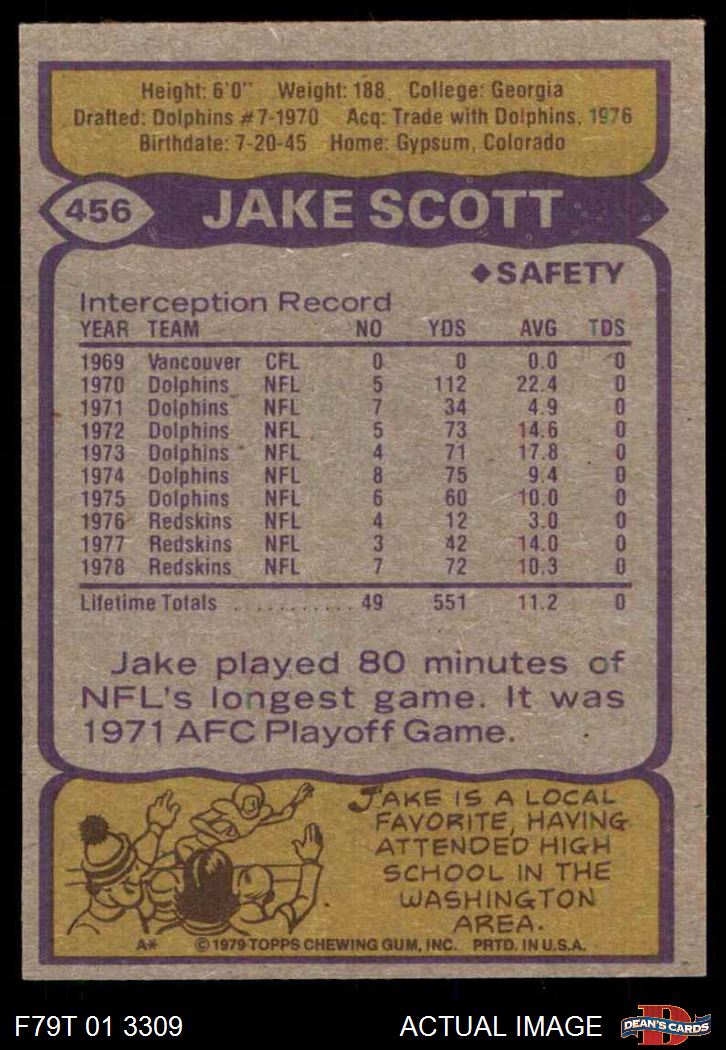 Height: 6'0" Weight: 188. College: Georgia
Drafted: Dolphins #7-1970 Acq: Trade with Dolphins, 1976
Birthdate: 7-20-45 Home: Gypsum, Colorado
456 JAKE SCOTT
◆SAFETY
Interception Record
YEAR TEAM NO YDS AVG TDS
1969 Vancouver CFL 0 0 0.0 0
1970 Dolphins NFL 5 112 22.4 0
1971 Dolphins NFL 7 34 4.9 0
1972 Dolphins NFL 5 73 14.6 0
1973 Dolphins NFL 4 71 17.8 0
1974 Dolphins NFL 8 75 9.4 0
1975 Dolphins NFL 6 60 10.0 0
1976 Redskins NFL 4 12 3.0 0
1977 Redskins NFL 3 42 14.0 0
1978 Redskins NFL 7 72 10.3 0
Lifetime Totals ........... 49 551 11.2 0
Jake played 80 minutes of
NFL's longest game. It was
1971 AFC Playoff Game.
JAKE IS A LOCAL
FAVORITE, HAVING
ATTENDED HIGH
SCHOOL IN THE
WASHINGTON
AREA.
A* ©1979 TOPPS CHEWING GUM, INC. PRTD. IN U.S.A.
F79T 01 3309 ACTUAL IMAGE D DEAN'S CARDS